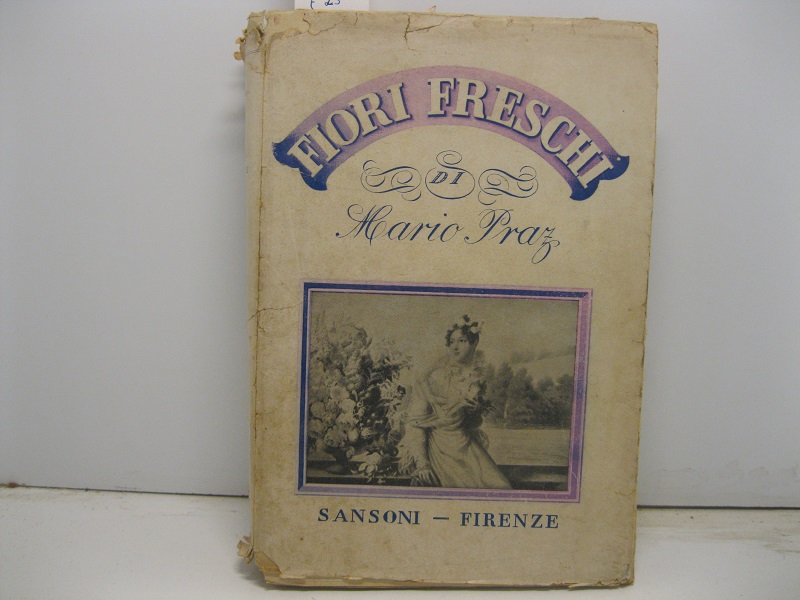 FIORI FRESCHI
DI
Mario Praz
SANSONI — FIRENZE